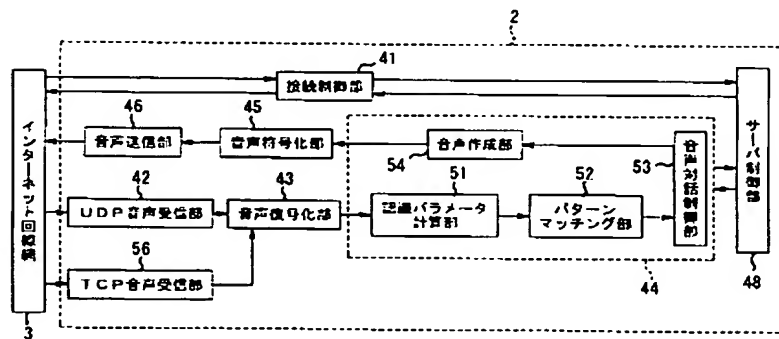 2
41
接続制御部
46
45
音声送信部
音声符号化部
音声作成部
54
53
42
43
51
52
UDP音声受信部
音声復号化部
認識パラメータ
計算部
パターン
マッチング部
音声対話制御部
サーバ制御部
56
TCP音声受信部
インターネット回線網
3
44
48